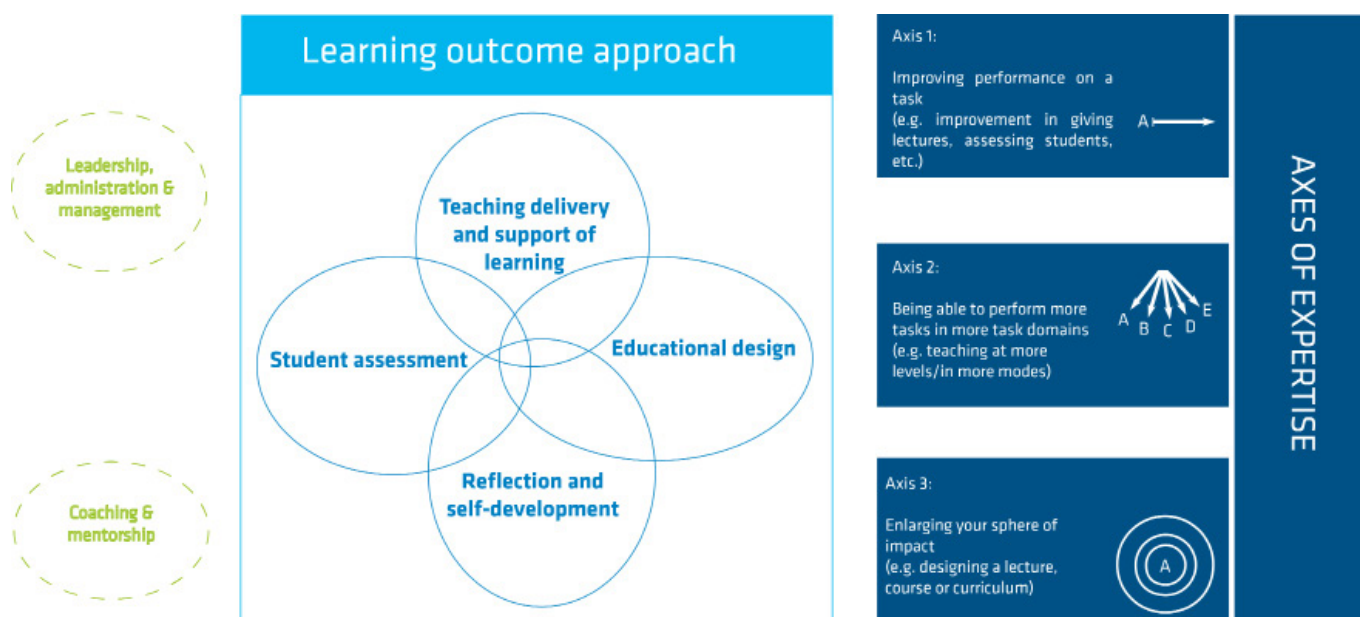 Learning outcome approach
Leadership,
administration &
management
Coaching &
mentorship
Teaching delivery
and support of
learning
Student assessment
Educational design
Reflection and
self-development
Axis 1:
Improving performance on a
task
(e.g. improvement in giving
lectures, assessing students,
etc.)
A
Axis 2:
Being able to perform more
tasks in more task domains
(e.g. teaching at more
levels/in more modes)
A B C D E
Axis 3:
Enlarging your sphere of
impact
(e.g. designing a lecture,
course or curriculum)
A
AXES OF EXPERTISE